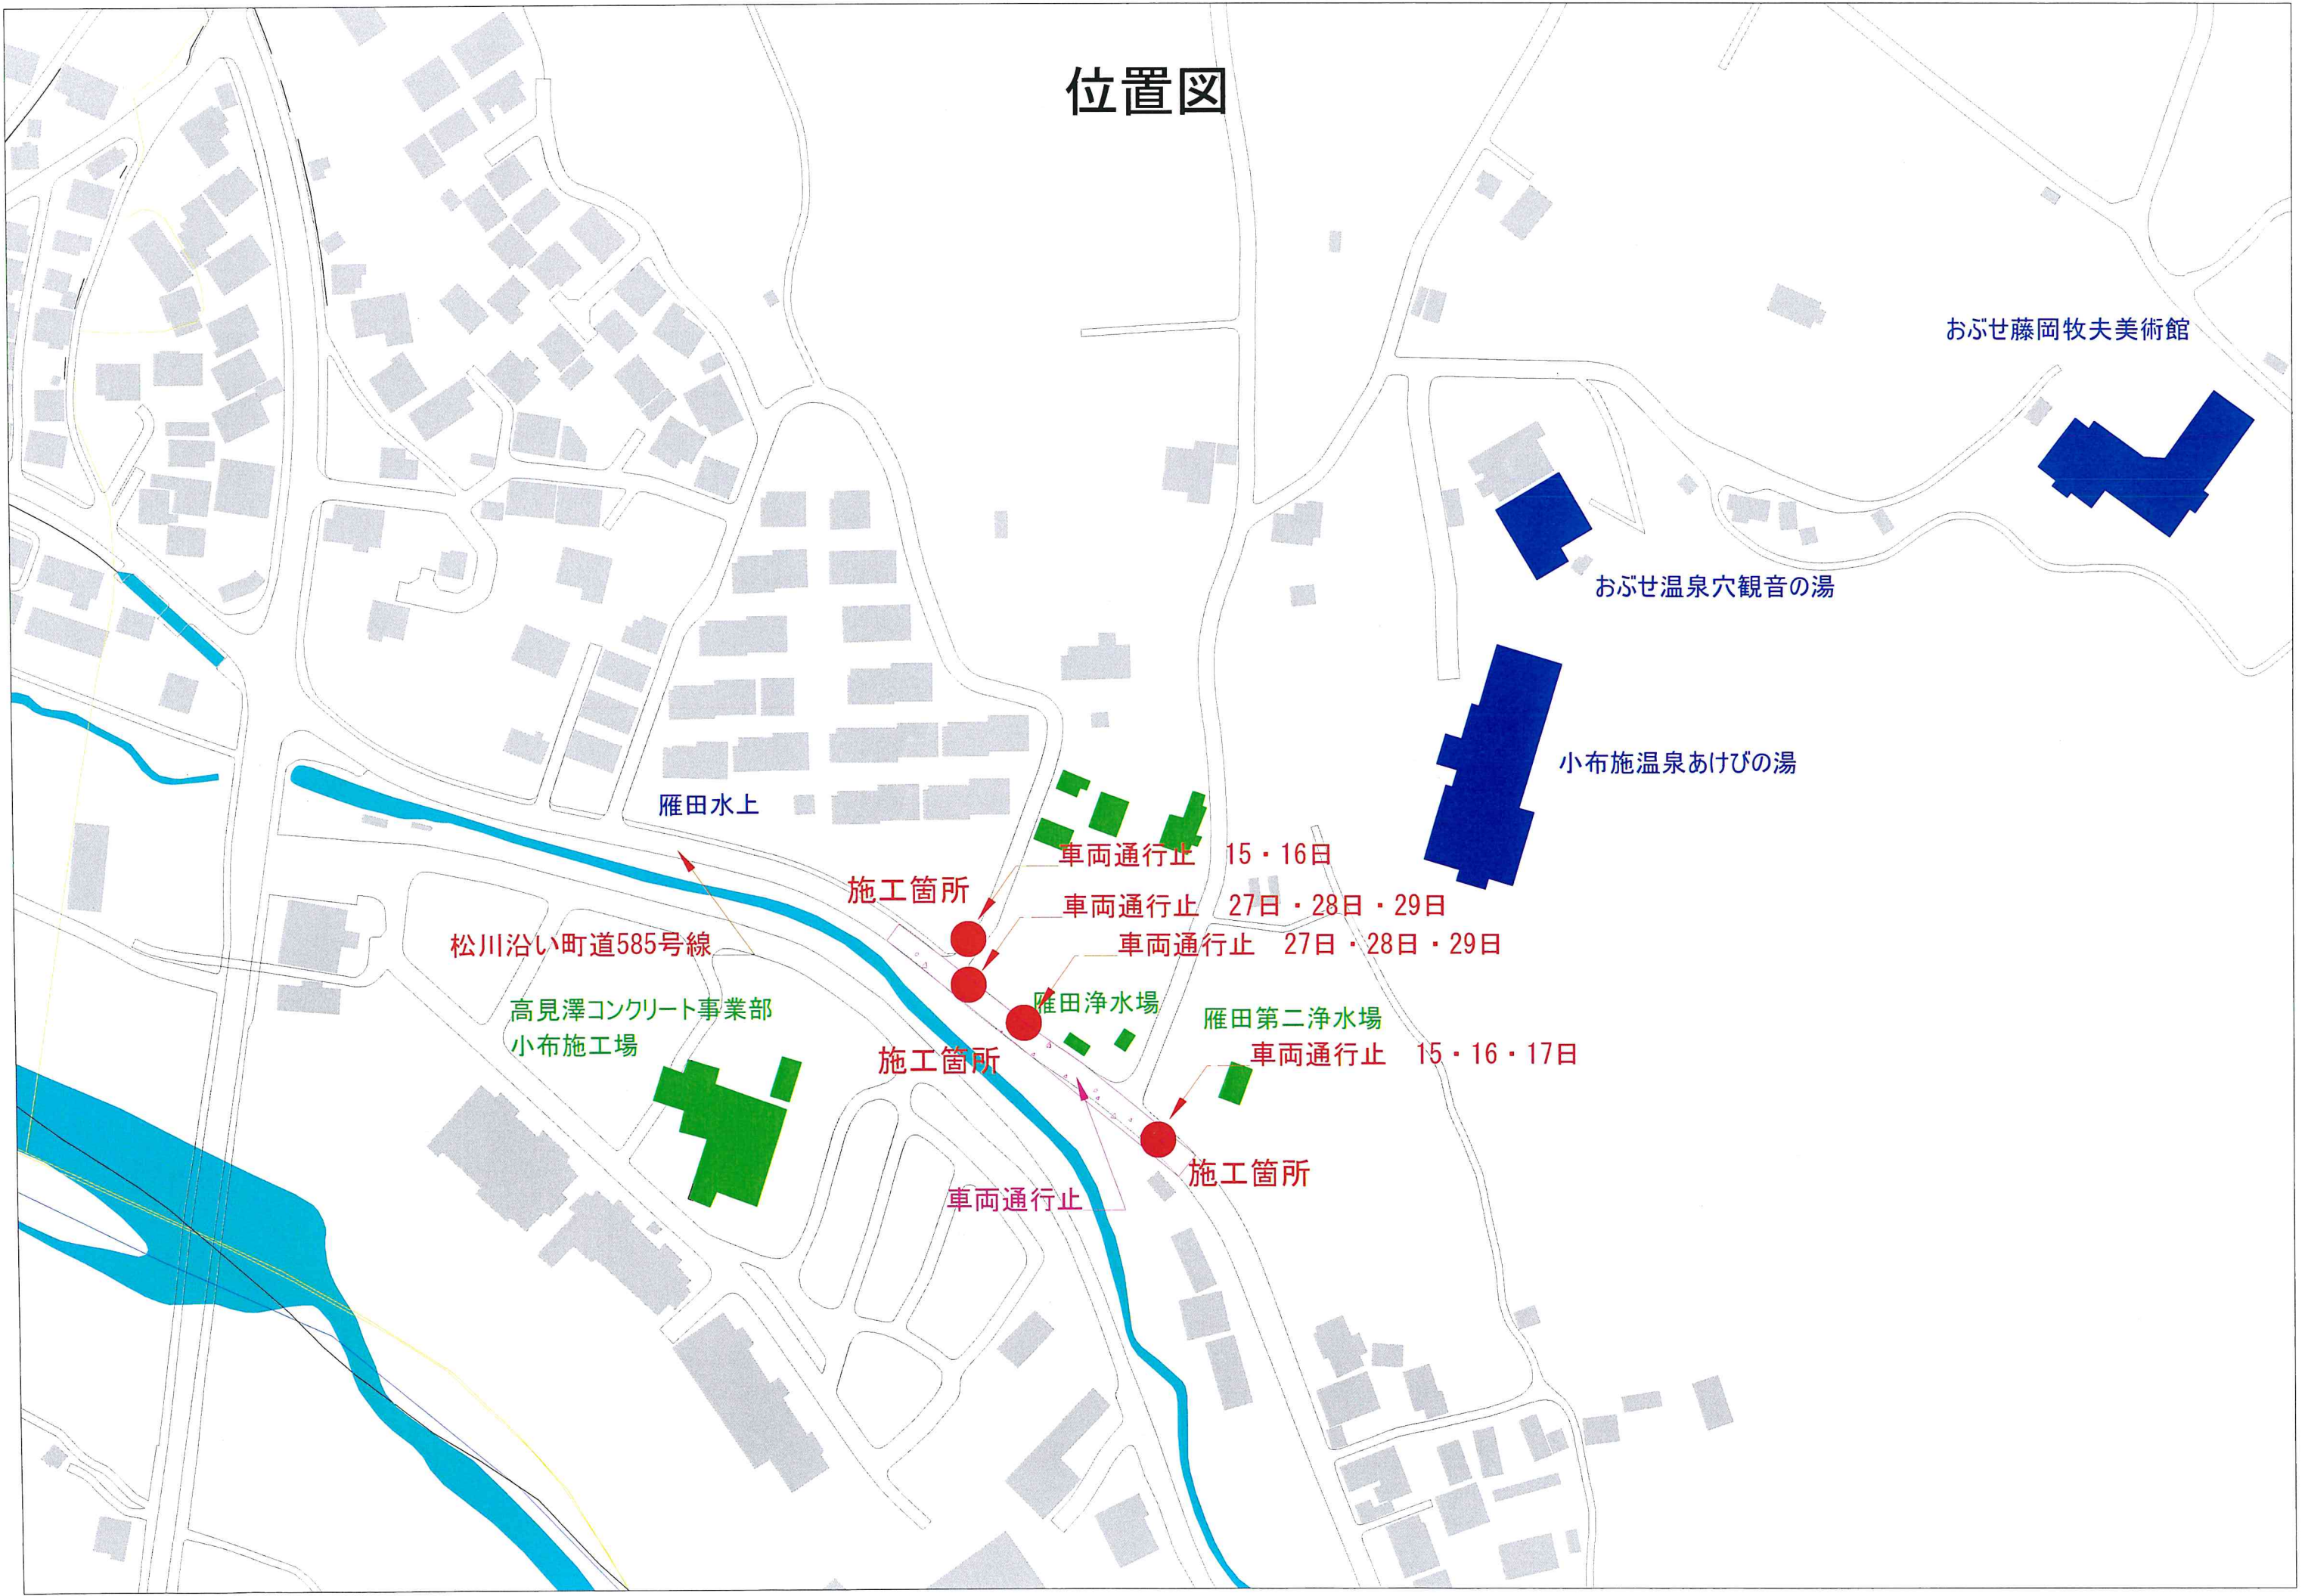 位置図
おぶせ藤岡牧夫美術館
おぶせ温泉穴観音の湯
小布施温泉あけびの湯
雁田水上
車両通行止　15・16日
施工箇所
車両通行止　27日・28日・29日
松川沿い町道585号線
車両通行止　27日・28日・29日
高見澤コンクリート事業部
小布施工場
雁田浄水場
雁田第二浄水場
施工箇所
車両通行止　15・16・17日
施工箇所
車両通行止